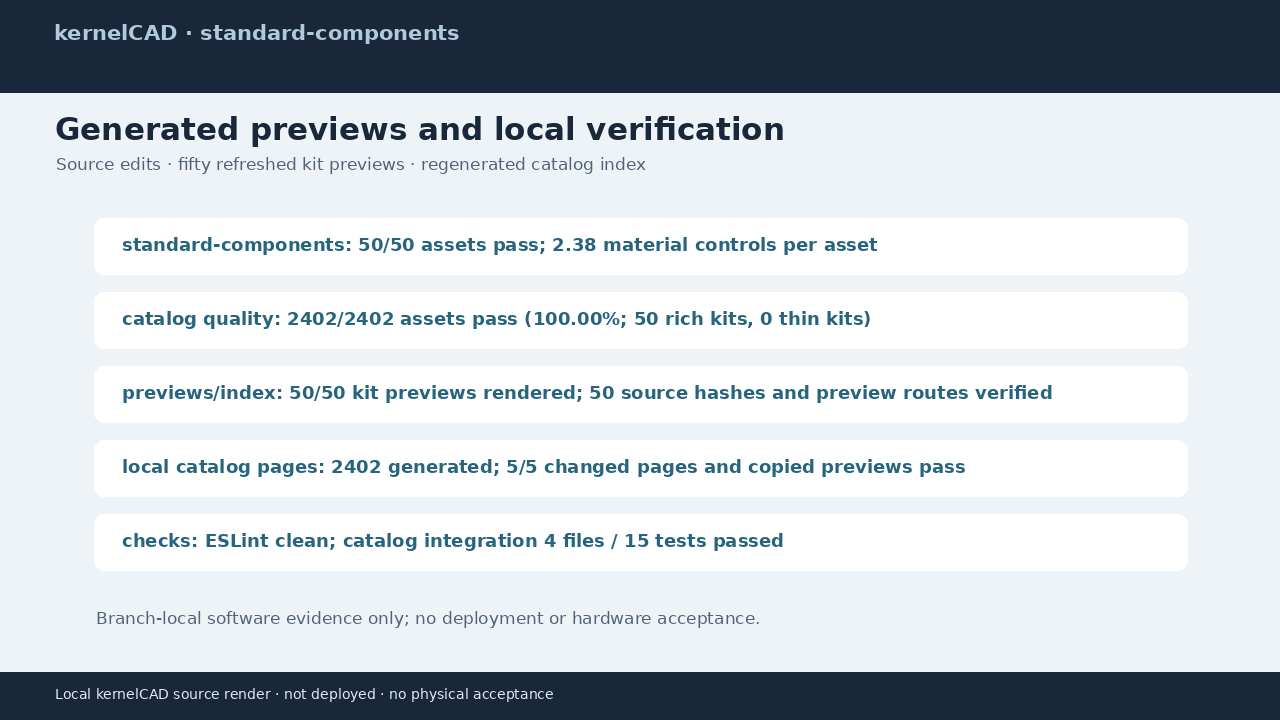 kernelCAD · standard-components
Generated previews and local verification
Source edits · fifty refreshed kit previews · regenerated catalog index
standard-components: 50/50 assets pass; 2.38 material controls per asset
catalog quality: 2402/2402 assets pass (100.00%; 50 rich kits, 0 thin kits)
previews/index: 50/50 kit previews rendered; 50 source hashes and preview routes verified
local catalog pages: 2402 generated; 5/5 changed pages and copied previews pass
checks: ESLint clean; catalog integration 4 files / 15 tests passed
Branch-local software evidence only; no deployment or hardware acceptance.
Local kernelCAD source render · not deployed · no physical acceptance